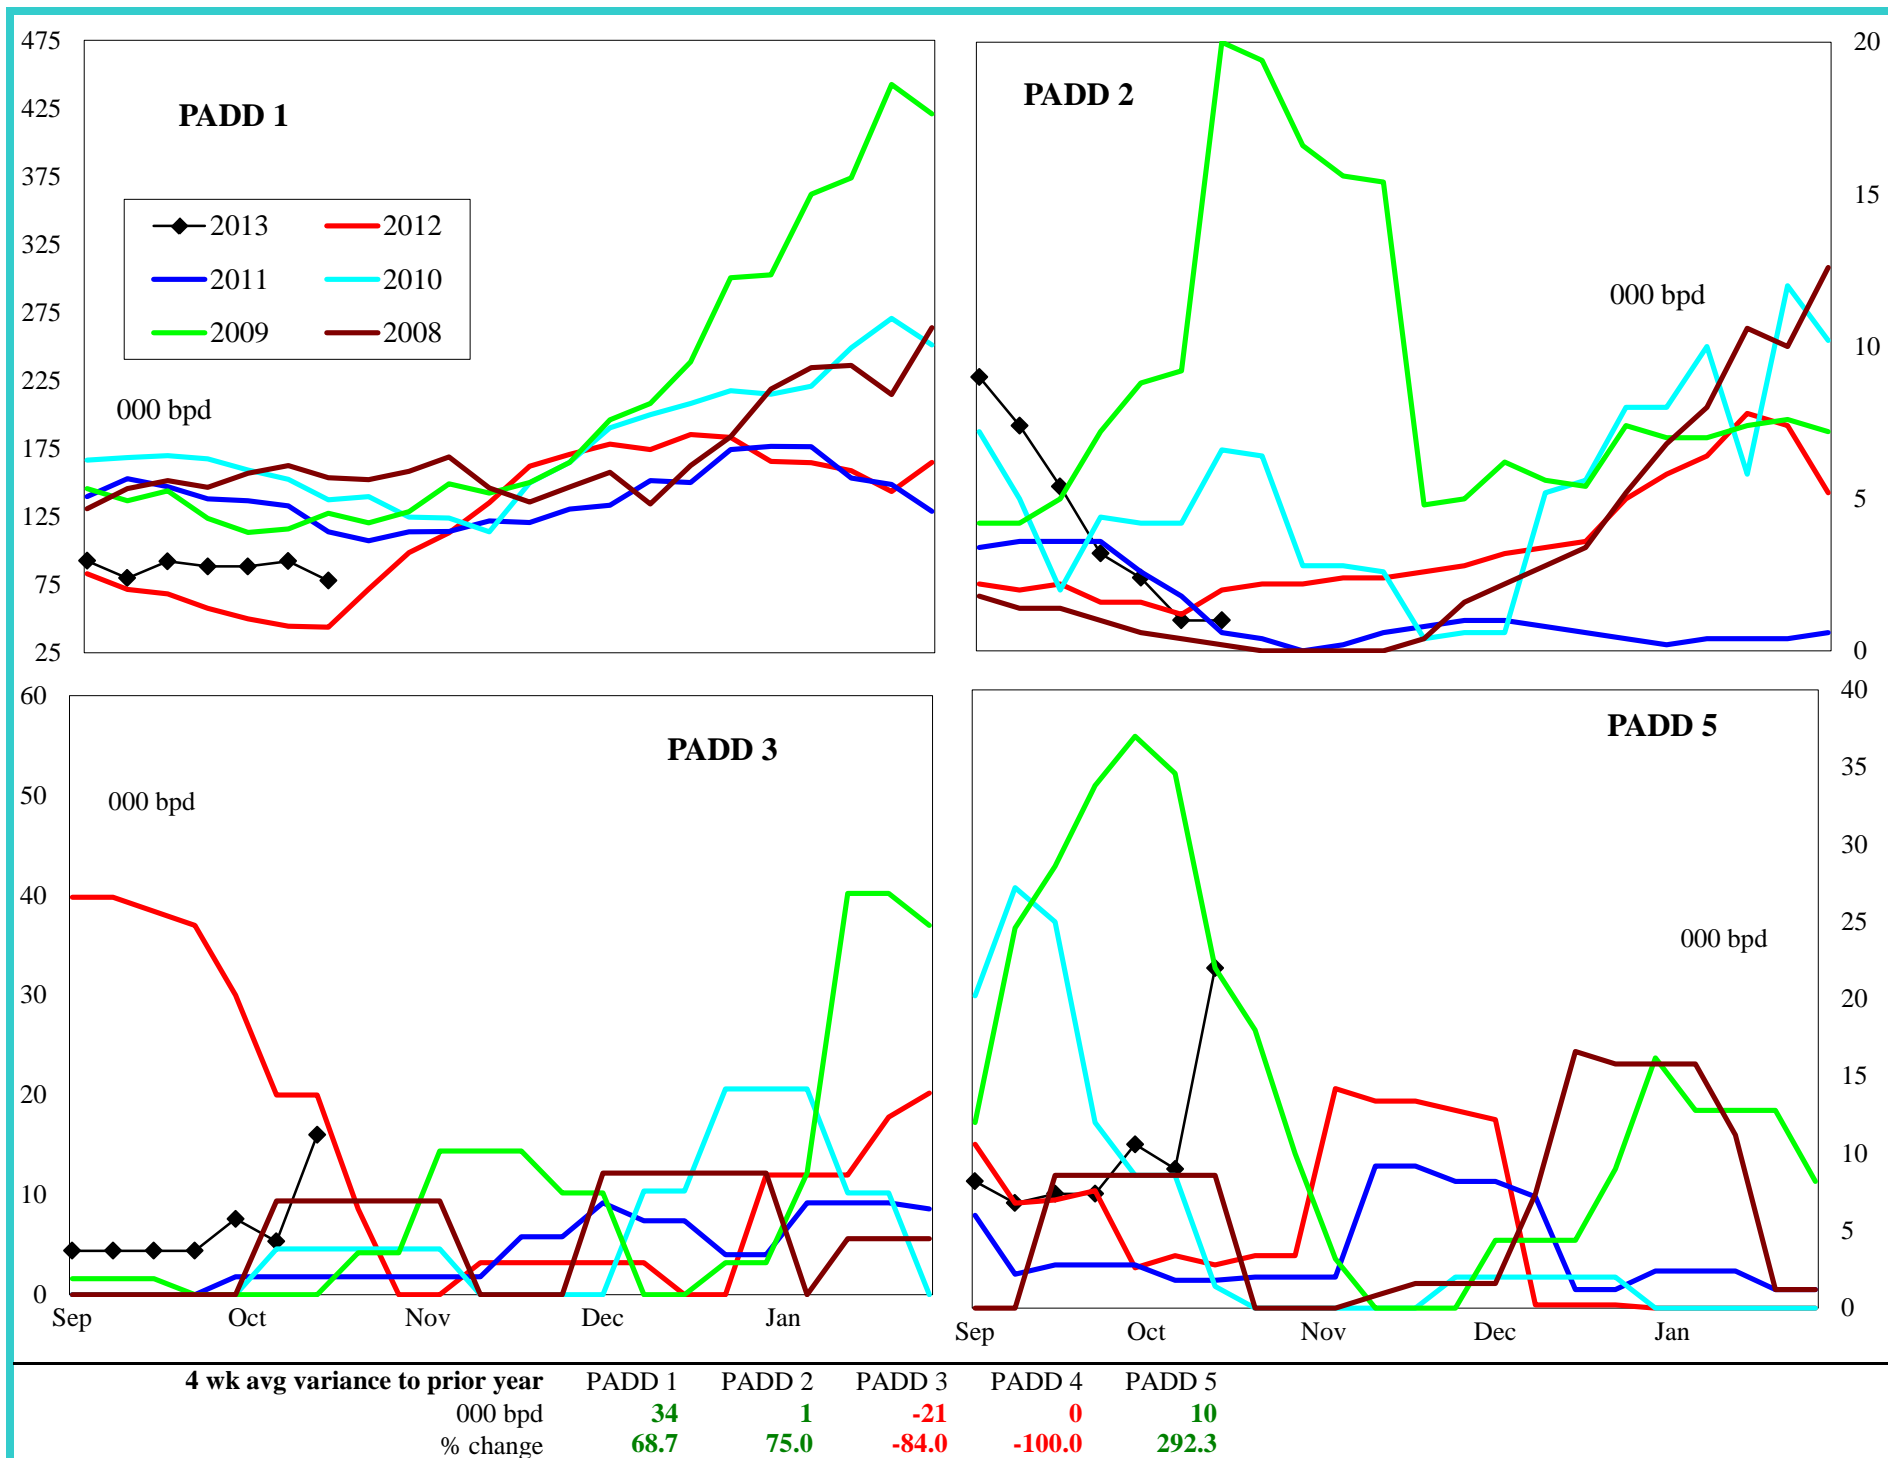 475
425
375
325
275
225
175
125
75
25
PADD 1
2013 2012
2011 2010
2009 2008
000 bpd
PADD 2
000 bpd
20
15
10
5
0
60
50
40
30
20
10
0
PADD 3
000 bpd
Sep Oct Nov Dec Jan
PADD 5
000 bpd
40
35
30
25
20
15
10
5
0
Sep Oct Nov Dec Jan
4 wk avg variance to prior year PADD 1 PADD 2 PADD 3 PADD 4 PADD 5
000 bpd 34 1 -21 0 10
% change 68.7 75.0 -84.0 -100.0 292.3